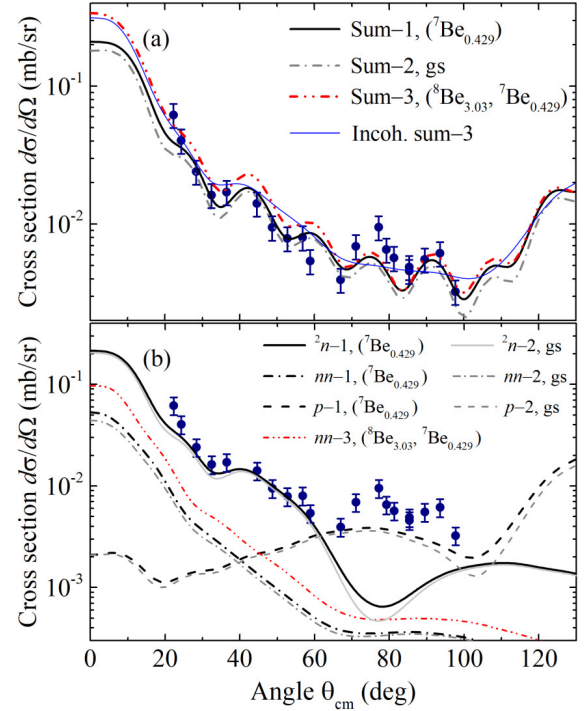 (a)
Sum−1, (⁷Be₀.₄₂₉)
Sum−2, gs
Sum−3, (⁸Be₃.₀₃, ⁷Be₀.₄₂₉)
Incoh. sum−3
Cross section dσ/dΩ (mb/sr)
10⁻¹
10⁻²
(b)
²n−1, (⁷Be₀.₄₂₉) ²n−2, gs
nn−1, (⁷Be₀.₄₂₉) nn−2, gs
p−1, (⁷Be₀.₄₂₉) p−2, gs
nn−3, (⁸Be₃.₀₃, ⁷Be₀.₄₂₉)
Cross section dσ/dΩ (mb/sr)
10⁻¹
10⁻²
10⁻³
0 20 40 60 80 100 120
Angle θcm (deg)